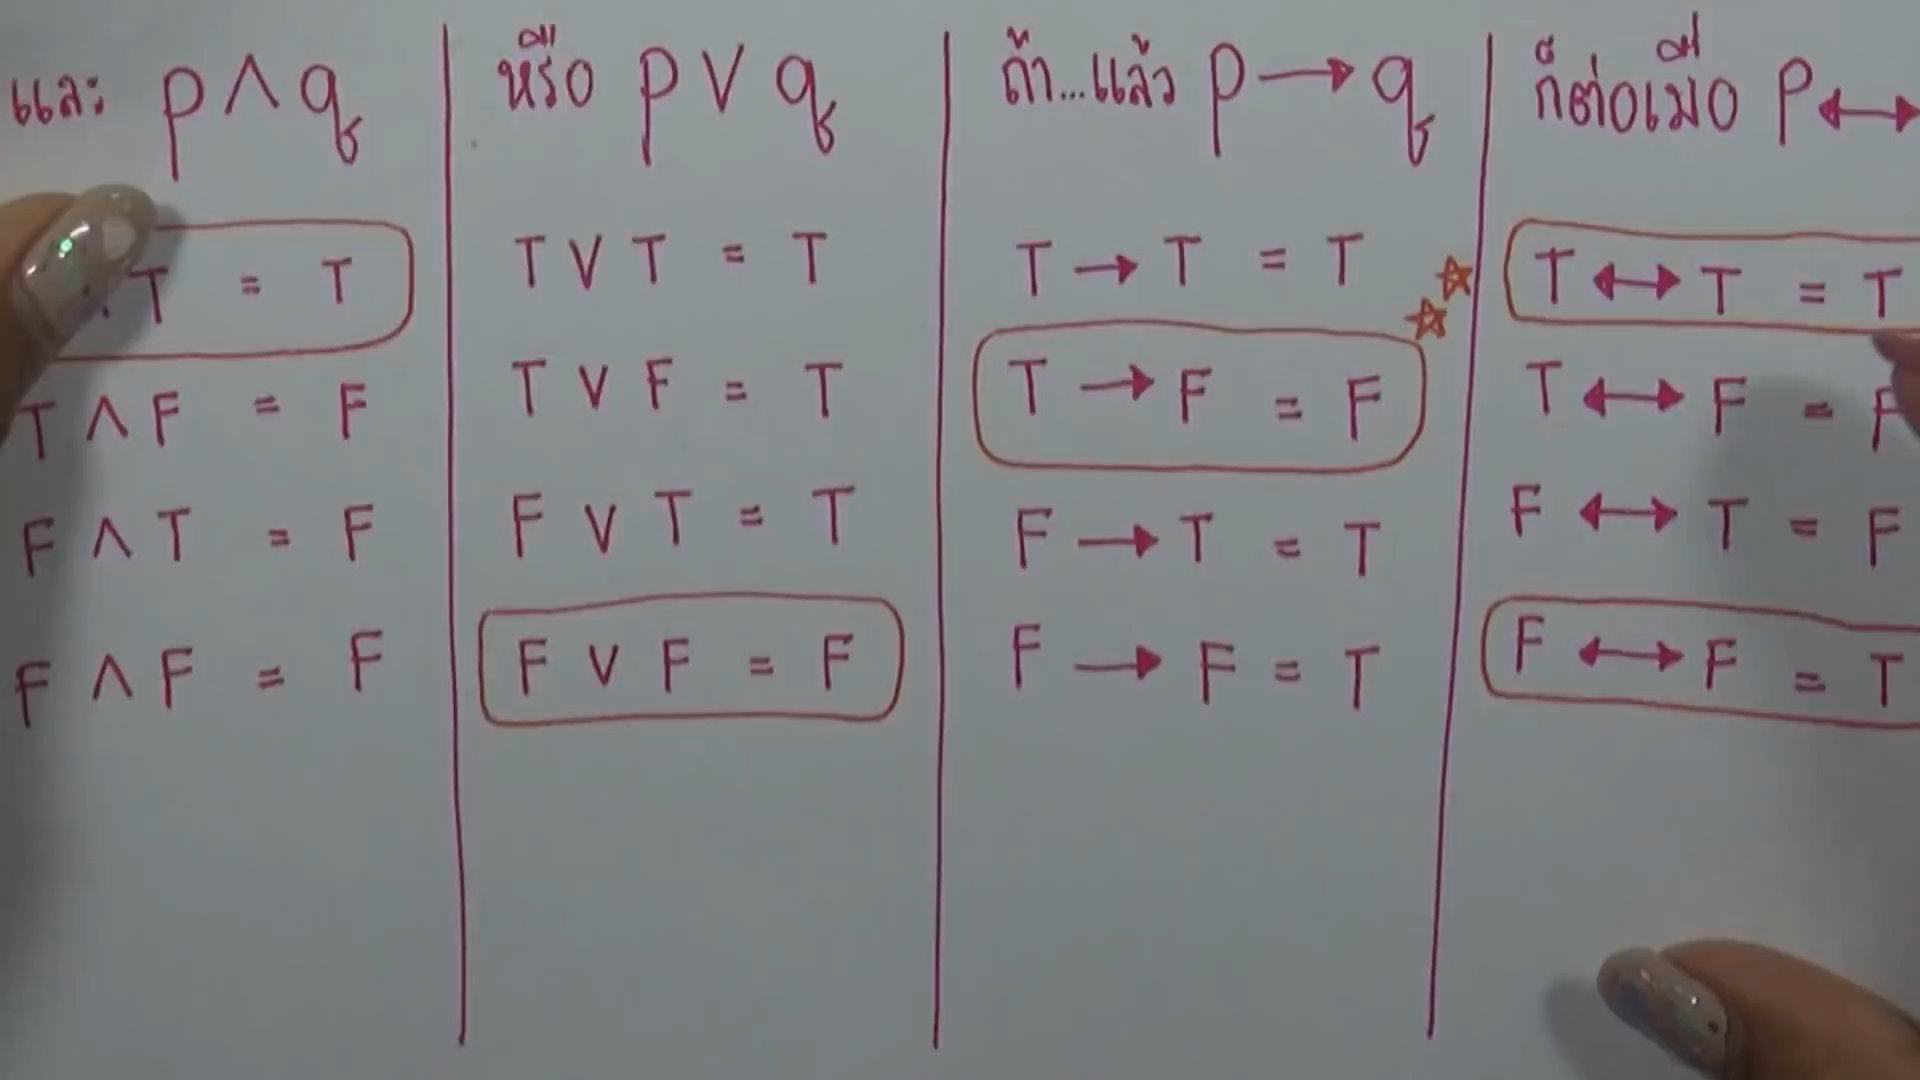 และ p ∧ q
T = T
T ∧ F = F
F ∧ T = F
F ∧ F = F
หรือ p ∨ q
T ∨ T = T
T ∨ F = T
F ∨ T = T
F ∨ F = F
ถ้า...แล้ว p → q
T → T = T
T → F = F
F → T = T
F → F = T
ก็ต่อเมื่อ p ↔
T ↔ T = T
T ↔ F = F
F ↔ T = F
F ↔ F = T